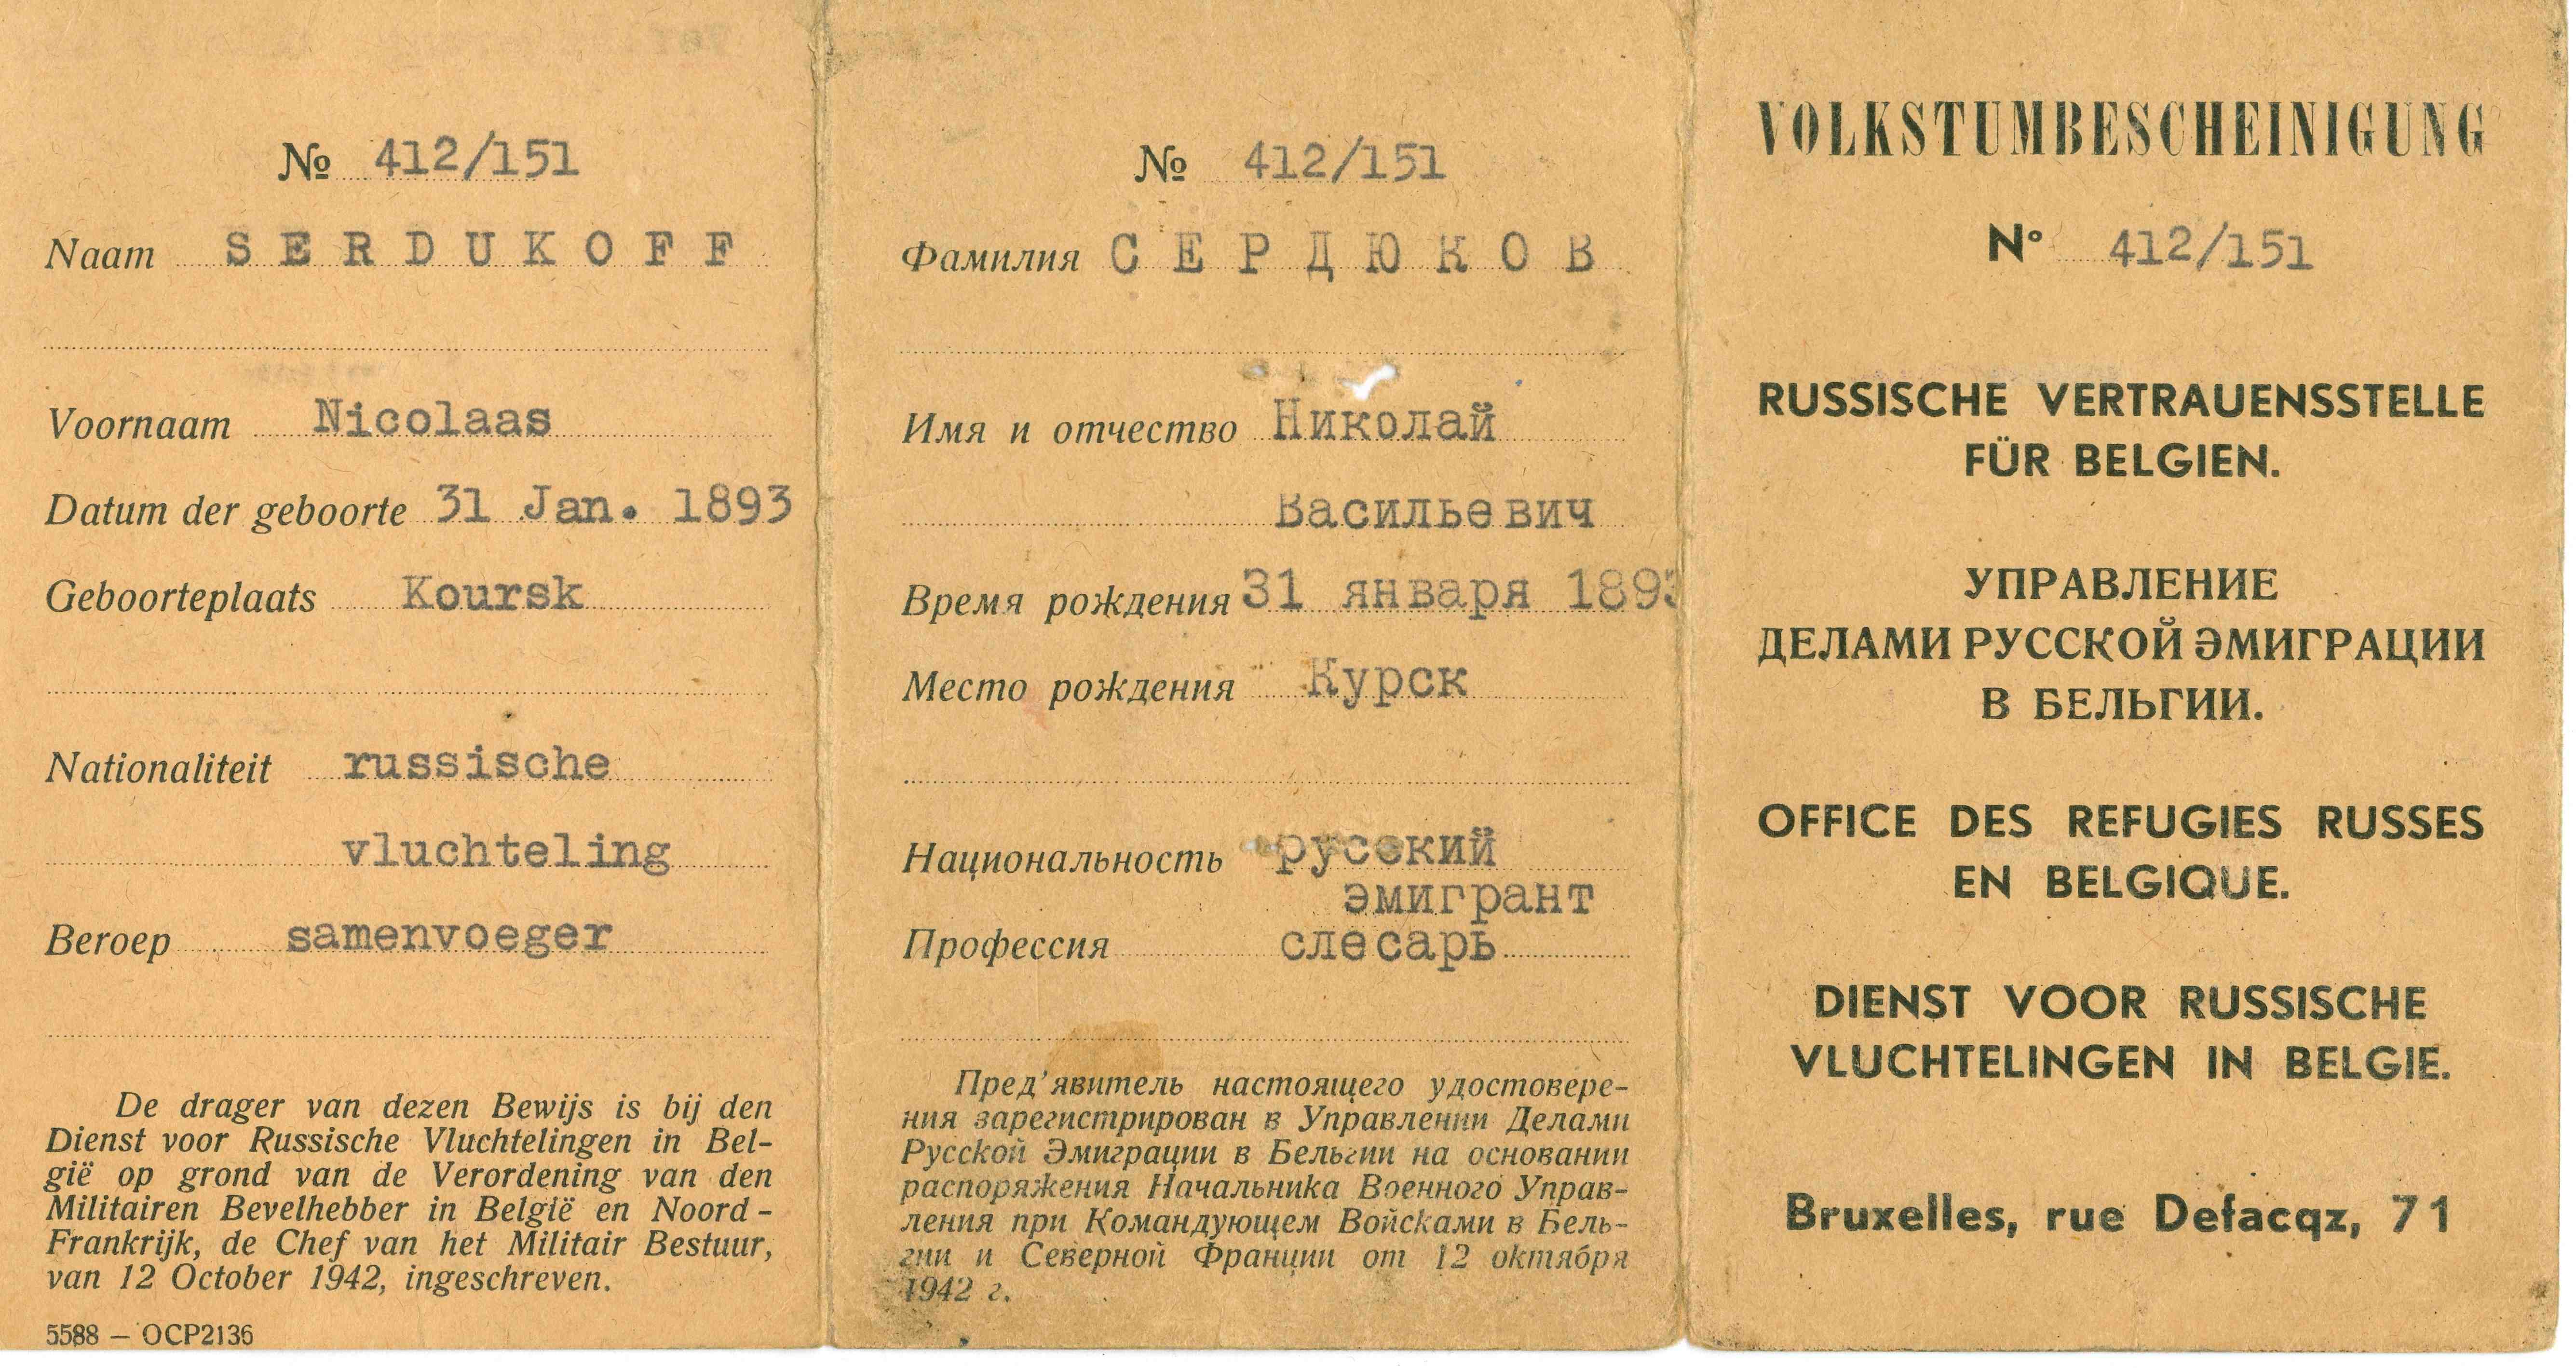 № 412/151
Naam SERDUKOFF
Voornaam Nicolaas
Datum der geboorte 31 Jan. 1893
Geboorteplaats Koursk
Nationaliteit russische
vluchteling
Beroep samenvoeger
De drager van dezen Bewijs is bij den
Dienst voor Russische Vluchtelingen in Bel-
gië op grond van de Verordening van den
Militairen Bevelhebber in België en Noord-
Frankrijk, de Chef van het Militair Bestuur,
van 12 October 1942, ingeschreven.
5588 — OCP2136
№ 412/151
Фамилия СЕРДЮКОВ
Имя и отчество Николай
Васильевич
Время рождения 31 января 1893
Место рождения Курск
Национальность русский
эмигрант
Профессия слесарь
Пред'явитель настоящего удостовере-
ния зарегистрирован в Управлении Делами
Русской Эмиграции в Бельгии на основании
распоряжения Начальника Военного Управ-
ления при Командующем Войсками в Бель-
гии и Северной Франции от 12 октября
1942 г.
VOLKSTUMBESCHEINIGUNG
N° 412/151
RUSSISCHE VERTRAUENSSTELLE
FÜR BELGIEN.
УПРАВЛЕНИЕ
ДЕЛАМИ РУССКОЙ ЭМИГРАЦИИ
В БЕЛЬГИИ.
OFFICE DES REFUGIES RUSSES
EN BELGIQUE.
DIENST VOOR RUSSISCHE
VLUCHTELINGEN IN BELGIE.
Bruxelles, rue Defacqz, 71